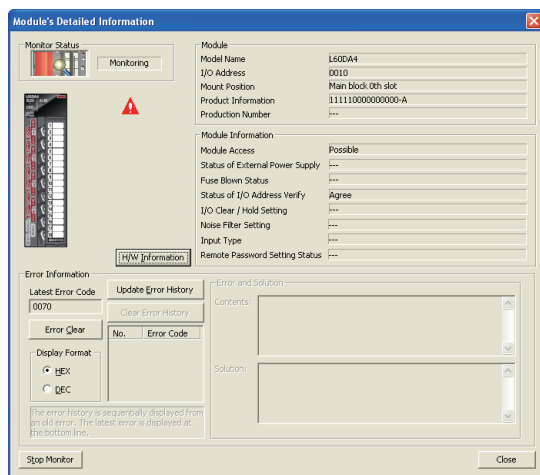 Module's Detailed Information
Monitor Status
Monitoring
H/W Information
Module
Model Name L60DA4
I/O Address 0010
Mount Position Main block 0th slot
Product Information 111110000000000-A
Production Number ---
Module Information
Module Access Possible
Status of External Power Supply ---
Fuse Blown Status ---
Status of I/O Address Verify Agree
I/O Clear / Hold Setting ---
Noise Filter Setting ---
Input Type ---
Remote Password Setting Status ---
Error Information
Latest Error Code
0070
Error Clear
Display Format
HEX
DEC
Update Error History
Clear Error History
No. Error Code
The error history is sequentially displayed from
an old error. The latest error is displayed at
the bottom line.
Error and Solution
Contents:
Solution:
Stop Monitor
Close